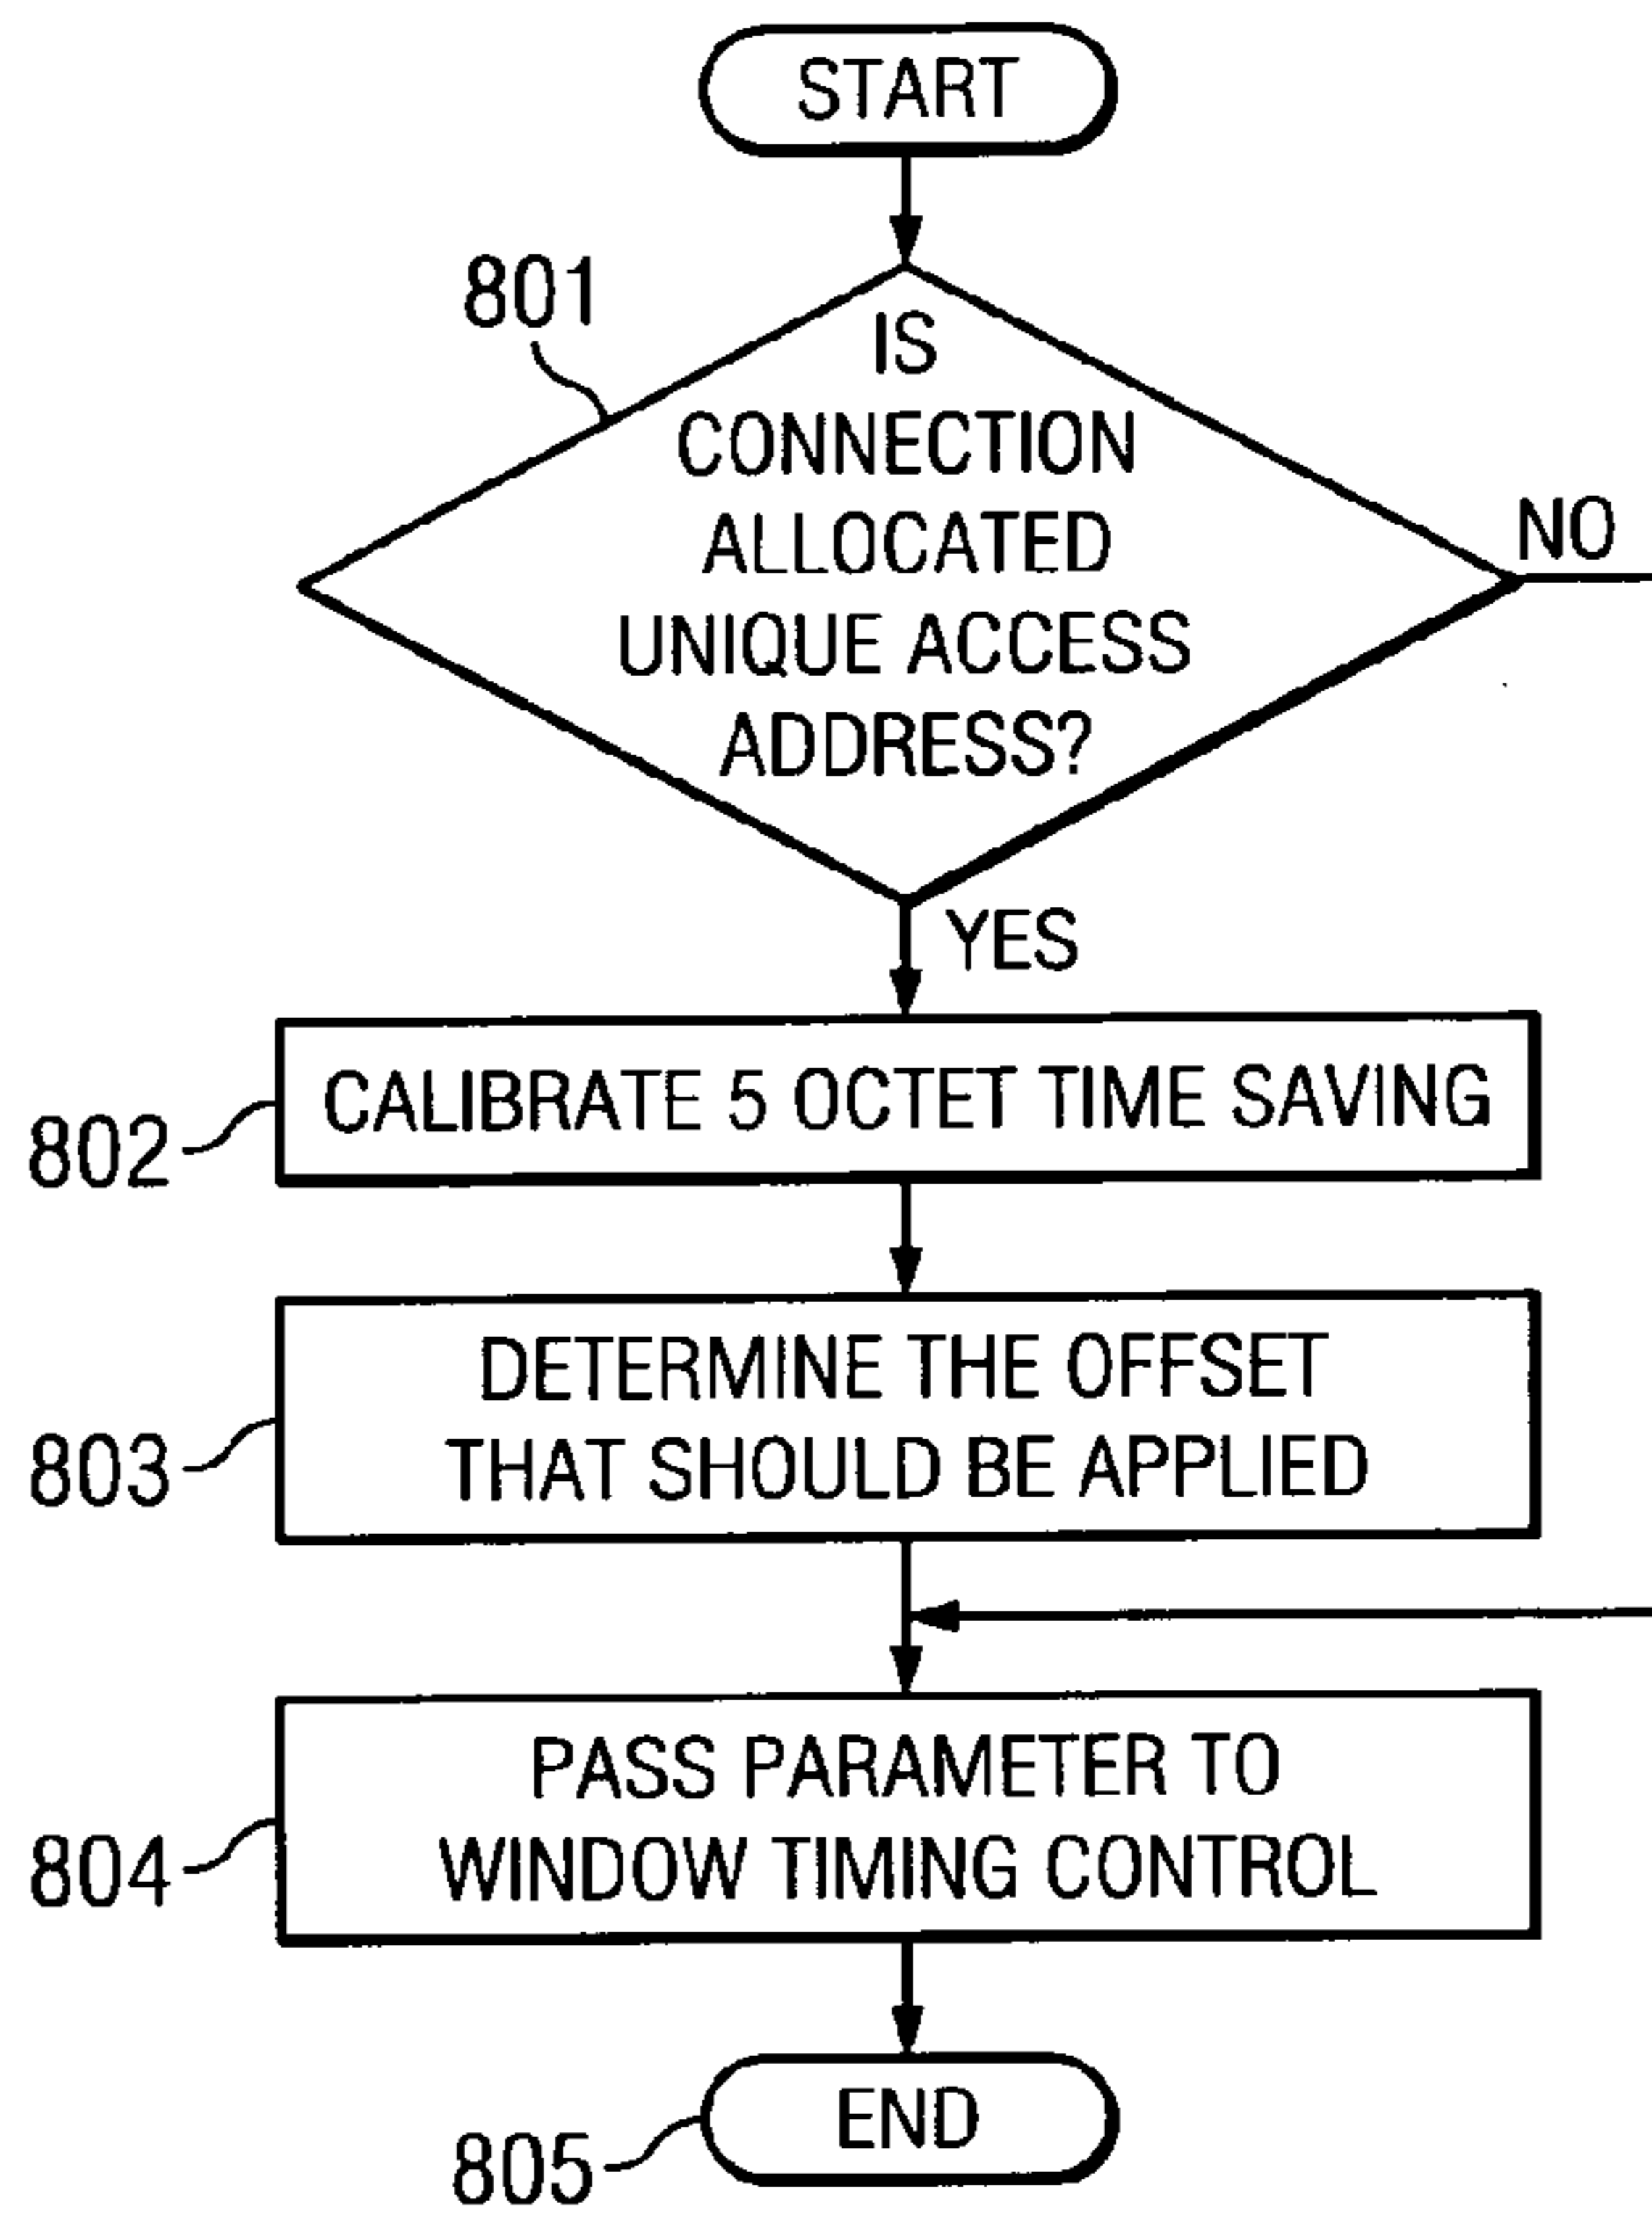 START
801
IS
CONNECTION
ALLOCATED
UNIQUE ACCESS
ADDRESS?
NO
YES
802
CALIBRATE 5 OCTET TIME SAVING
803
DETERMINE THE OFFSET
THAT SHOULD BE APPLIED
804
PASS PARAMETER TO
WINDOW TIMING CONTROL
805
END